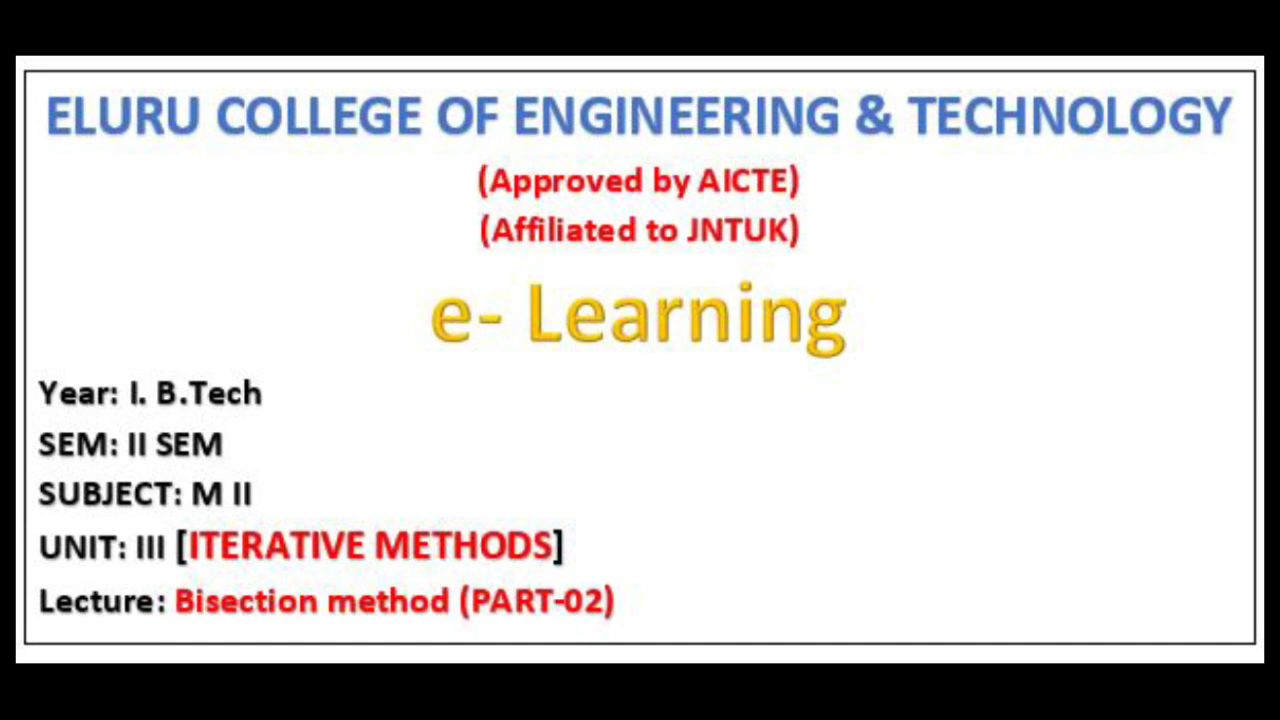 ELURU COLLEGE OF ENGINEERING & TECHNOLOGY
(Approved by AICTE)
(Affiliated to JNTUK)
e- Learning
Year: I. B.Tech
SEM: II SEM
SUBJECT: M II
UNIT: III [ITERATIVE METHODS]
Lecture: Bisection method (PART-02)